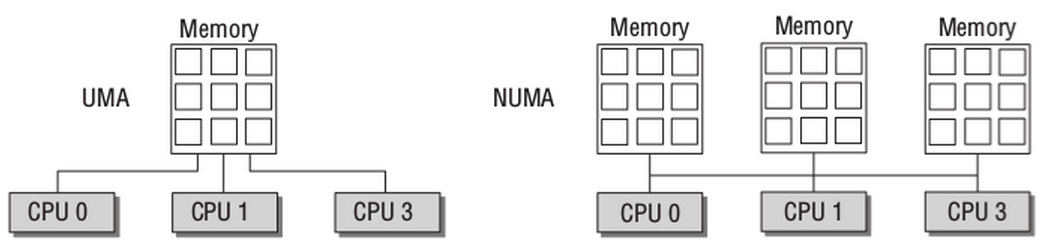 Memory
UMA
CPU 0
CPU 1
CPU 3
Memory
Memory
Memory
NUMA
CPU 0
CPU 1
CPU 3